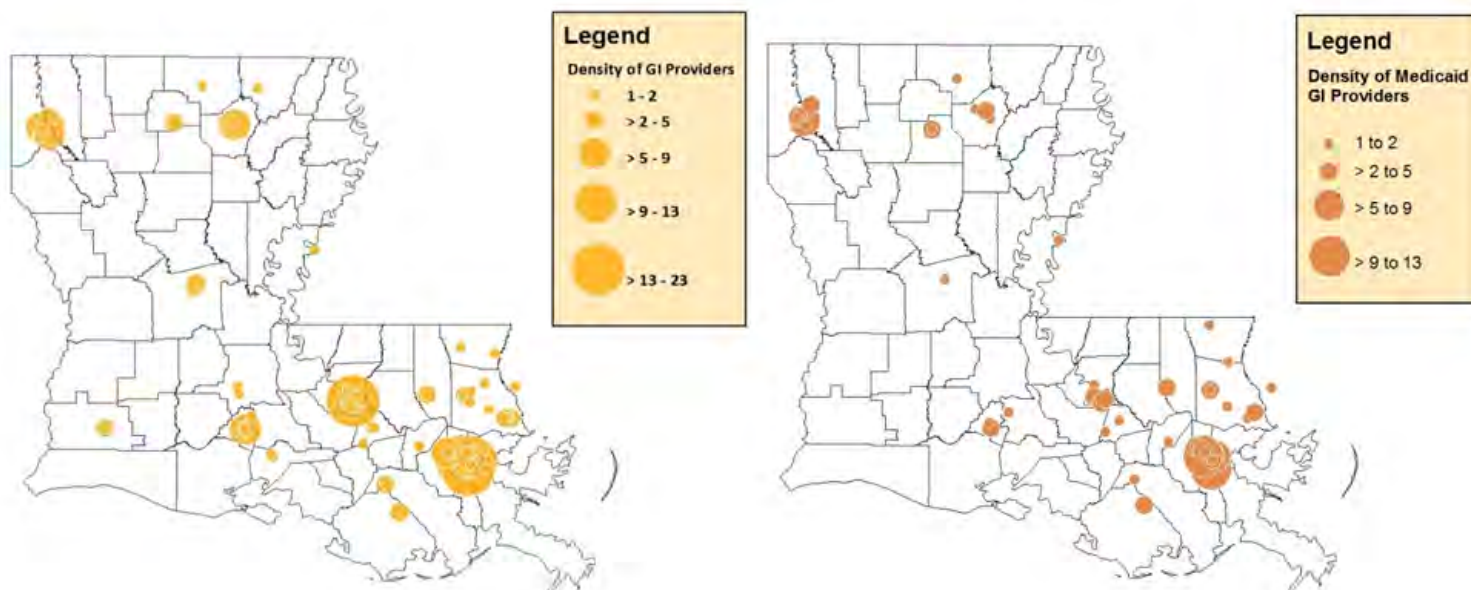 Legend
Density of GI Providers
1 - 2
> 2 - 5
> 5 - 9
> 9 - 13
> 13 - 23
Legend
Density of Medicaid
GI Providers
1 to 2
> 2 to 5
> 5 to 9
> 9 to 13